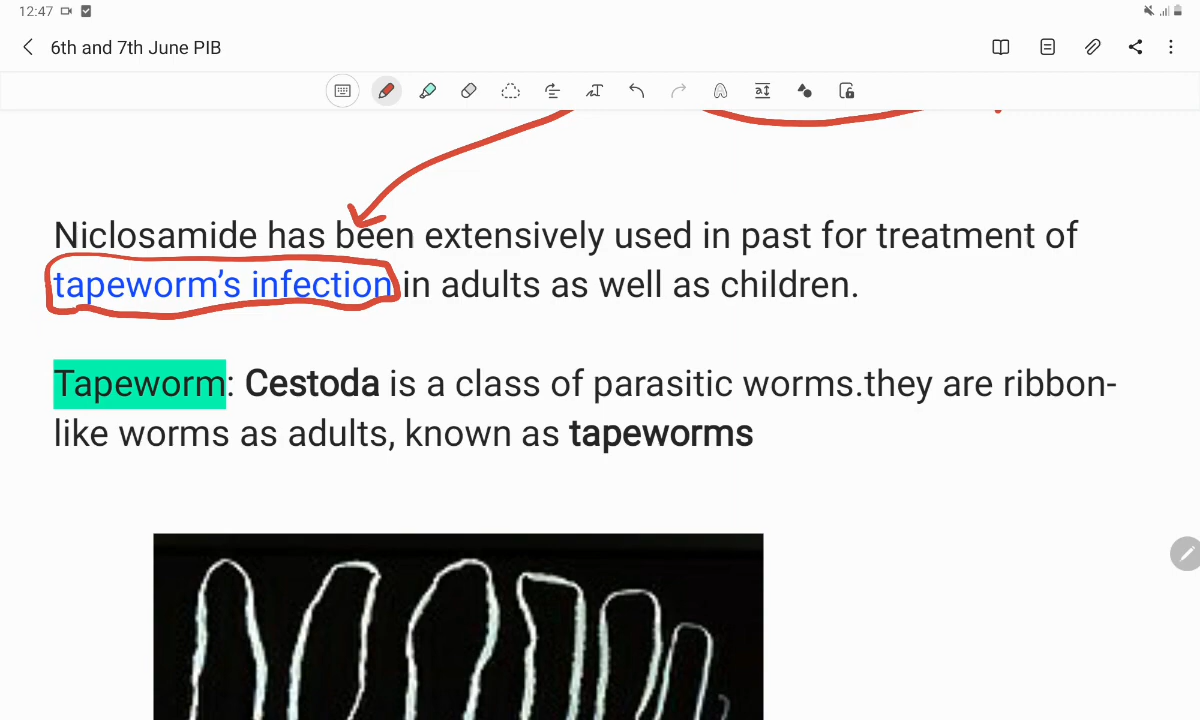 12:47
6th and 7th June PIB
Niclosamide has been extensively used in past for treatment of
tapeworm’s infection in adults as well as children.
Tapeworm: Cestoda is a class of parasitic worms.they are ribbon-
like worms as adults, known as tapeworms